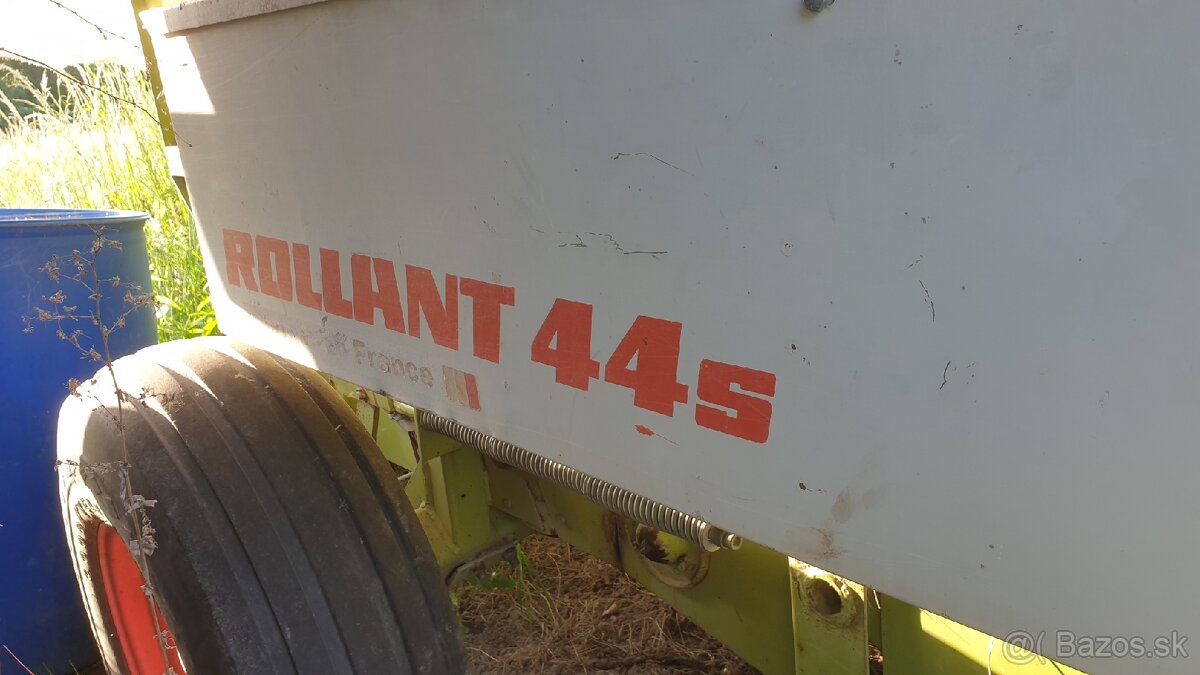 ROLLANT 44s
France
@( Bazos.sk